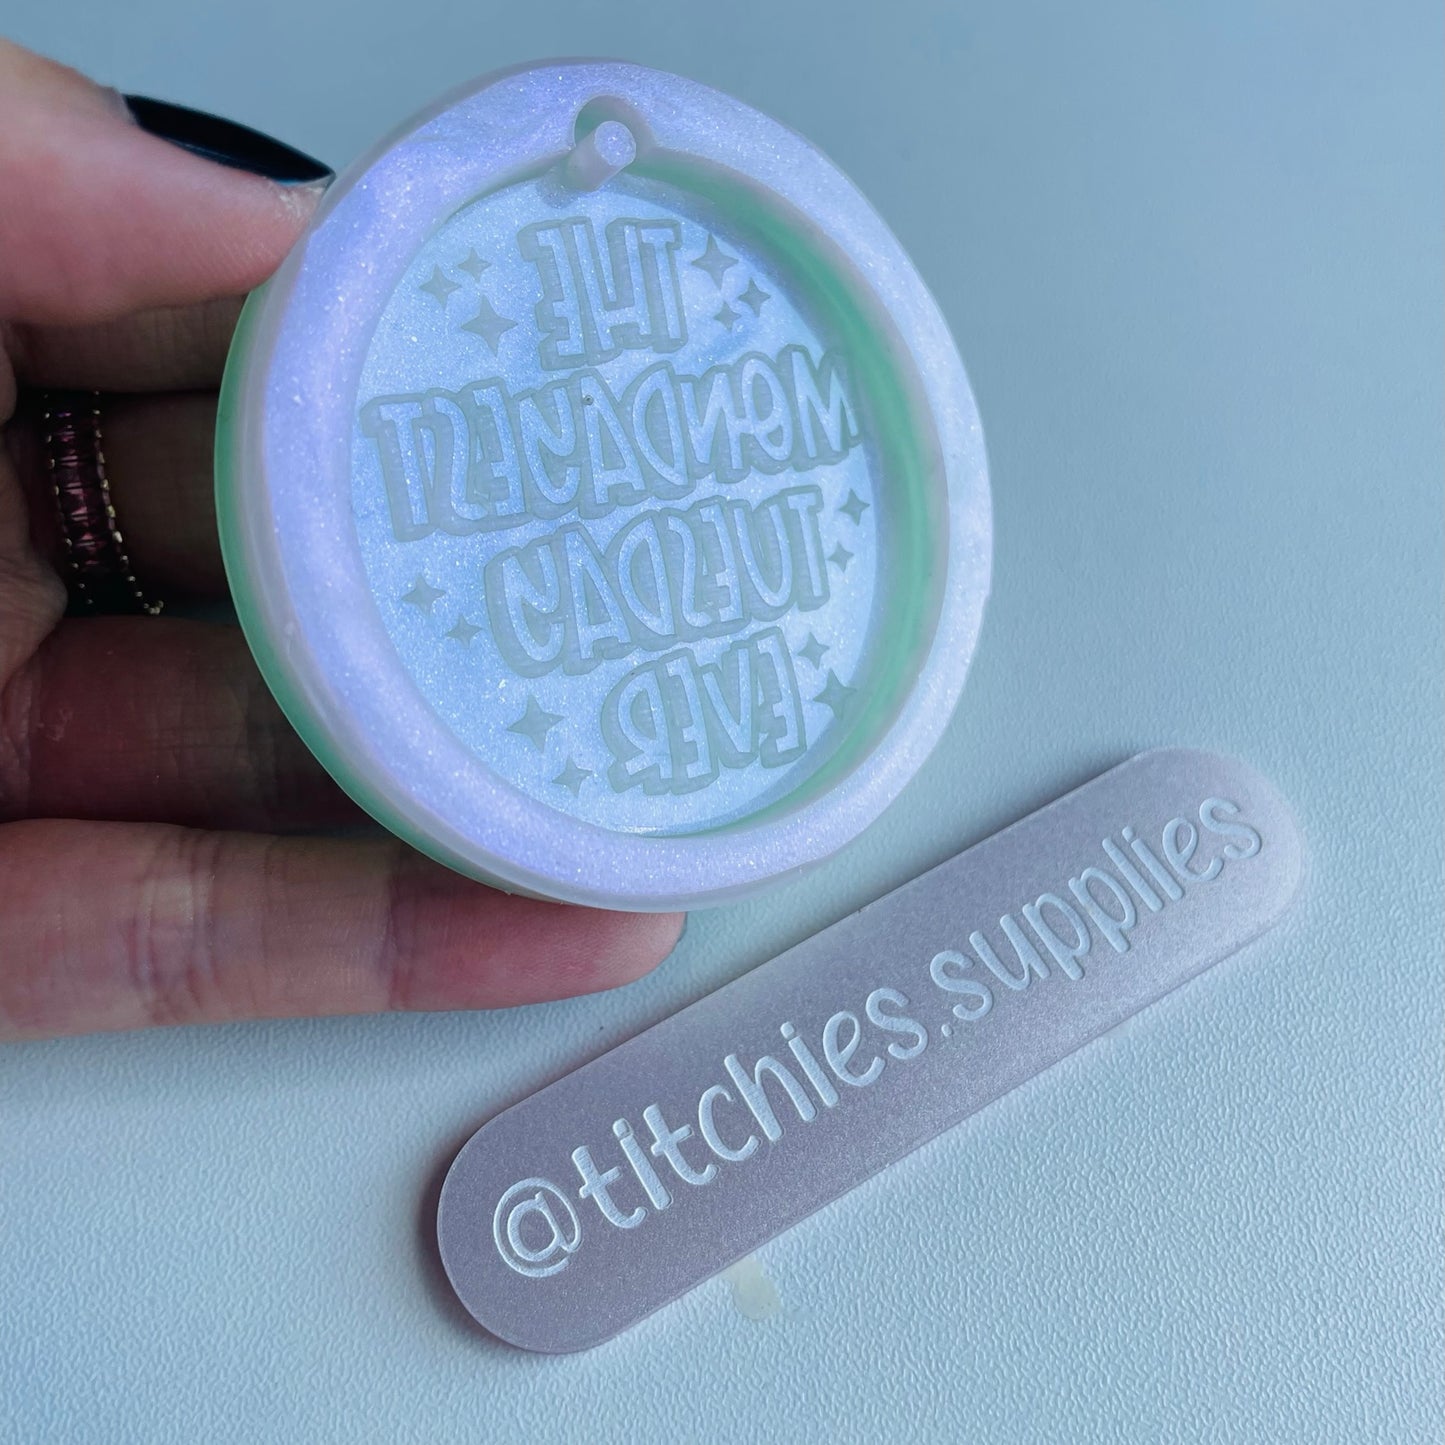 THE
MONDAYEST
TUESDAY
EVER
@titchies.supplies